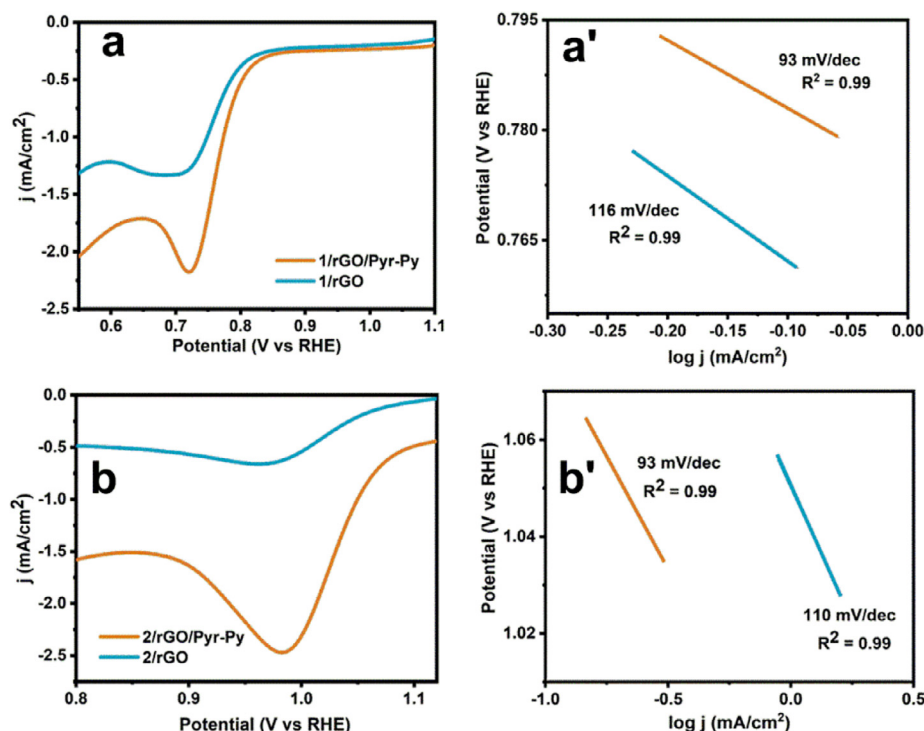 a
0.0
-0.5
-1.0
-1.5
-2.0
-2.5
j (mA/cm²)
1/rGO/Pyr-Py
1/rGO
0.6 0.7 0.8 0.9 1.0 1.1
Potential (V vs RHE)
a'
0.795
0.780
0.765
Potential (V vs RHE)
93 mV/dec
R² = 0.99
116 mV/dec
R² = 0.99
-0.30 -0.25 -0.20 -0.15 -0.10 -0.05 0.00
log j (mA/cm²)
b
0.0
-0.5
-1.0
-1.5
-2.0
-2.5
j (mA/cm²)
2/rGO/Pyr-Py
2/rGO
0.8 0.9 1.0 1.1
Potential (V vs RHE)
b'
1.06
1.04
1.02
Potential (V vs RHE)
93 mV/dec
R² = 0.99
110 mV/dec
R² = 0.99
-1.0 -0.5 0.0 0.5
log j (mA/cm²)